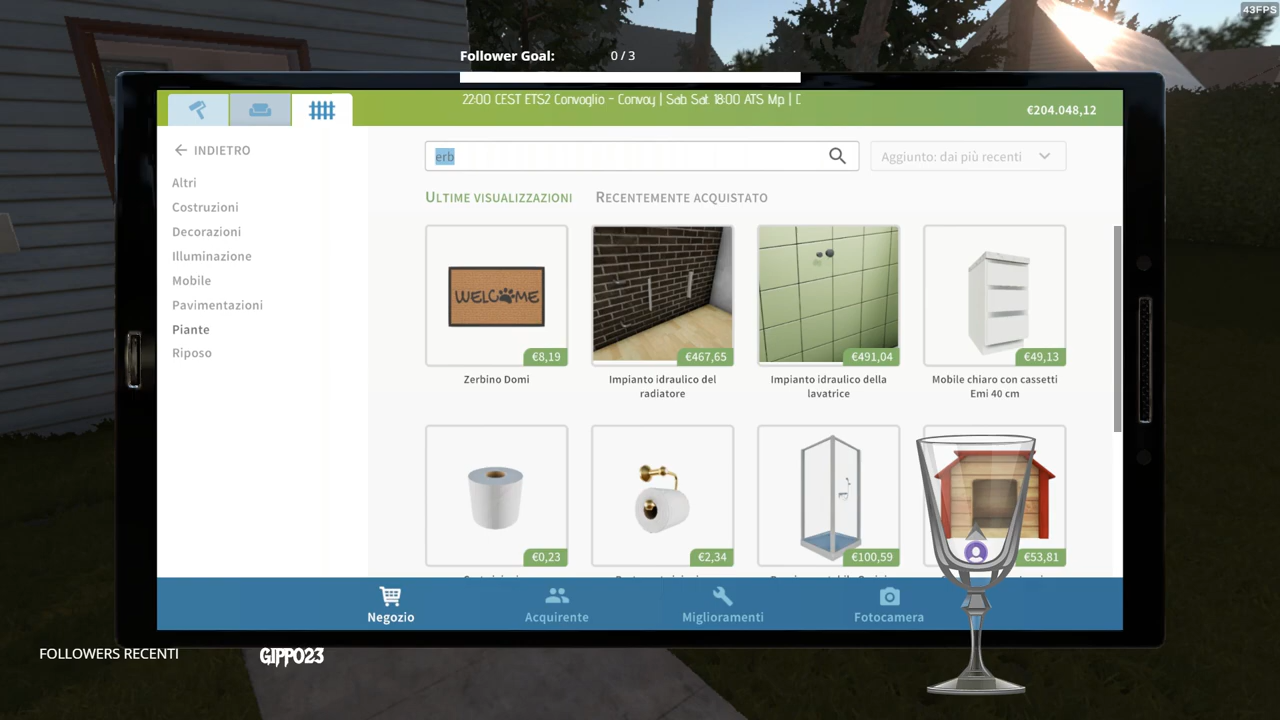 43FPS
Follower Goal: 0 / 3
22:00 CEST ETS2 Convoglio - Convoy | Sab Sat 18:00 ATS Mp |
€204.048,12
INDIETRO
Altri
Costruzioni
Decorazioni
Illuminazione
Mobile
Pavimentazioni
Piante
Riposo
erb
Aggiunto: dai più recenti
ULTIME VISUALIZZAZIONI
RECENTEMENTE ACQUISTATO
WELCOME
€8,19
€467,65
€491,04
€49,13
Zerbino Domi
Impianto idraulico del
radiatore
Impianto idraulico della
lavatrice
Mobile chiaro con cassetti
Emi 40 cm
€0,23
€2,34
€100,59
€53,81
Negozio
Acquirente
Miglioramenti
Fotocamera
FOLLOWERS RECENTI
GIPPO23